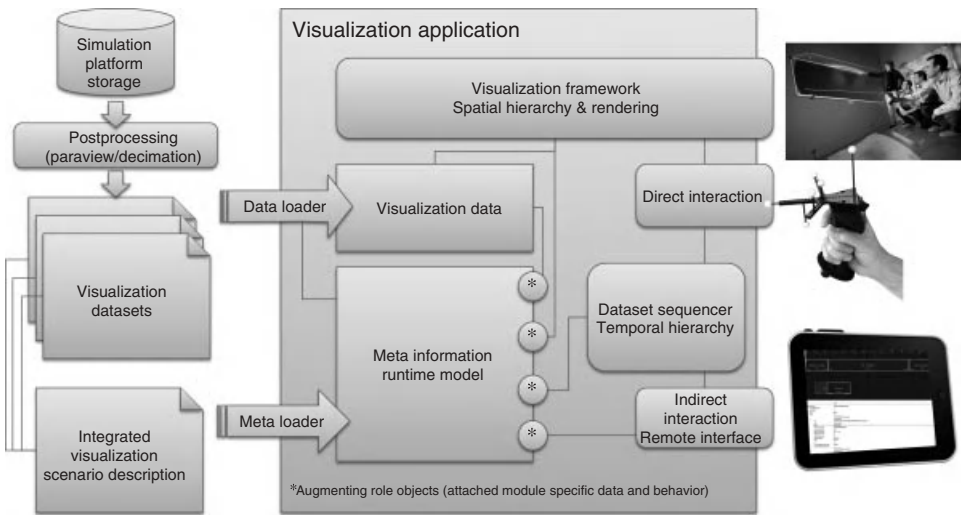 Simulation
platform
storage
Postprocessing
(paraview/decimation)
Visualization
datasets
Integrated
visualization
scenario description
Visualization application
Visualization framework
Spatial hierarchy & rendering
Data loader
Visualization data
Direct interaction
*
*
*
*
Dataset sequencer
Temporal hierarchy
Meta information
runtime model
Meta loader
Indirect
interaction
Remote interface
*Augmenting role objects (attached module specific data and behavior)